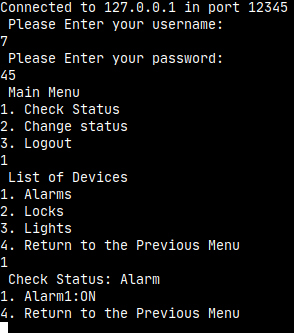 Connected to 127.0.0.1 in port 12345
Please Enter your username:
7
Please Enter your password:
45
Main Menu
1. Check Status
2. Change status
3. Logout
1
List of Devices
1. Alarms
2. Locks
3. Lights
4. Return to the Previous Menu
1
Check Status: Alarm
1. Alarm1:ON
4. Return to the Previous Menu